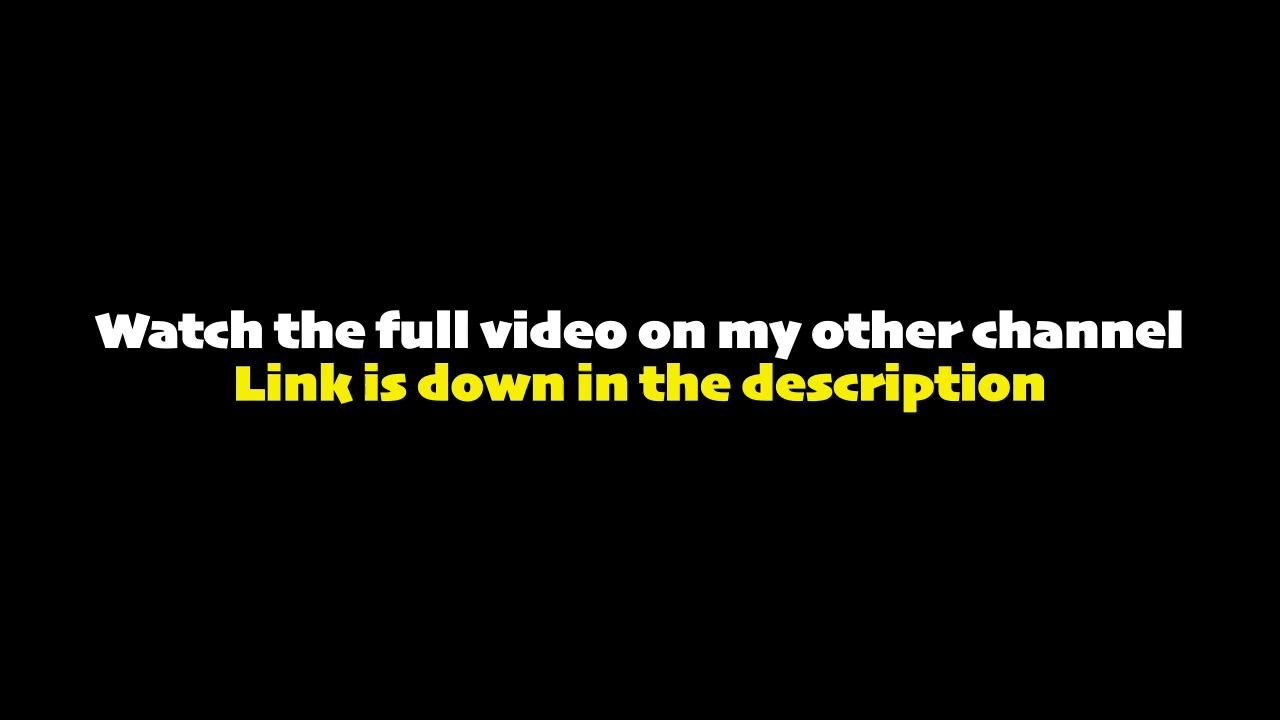 Watch the full video on my other channel
Link is down in the description